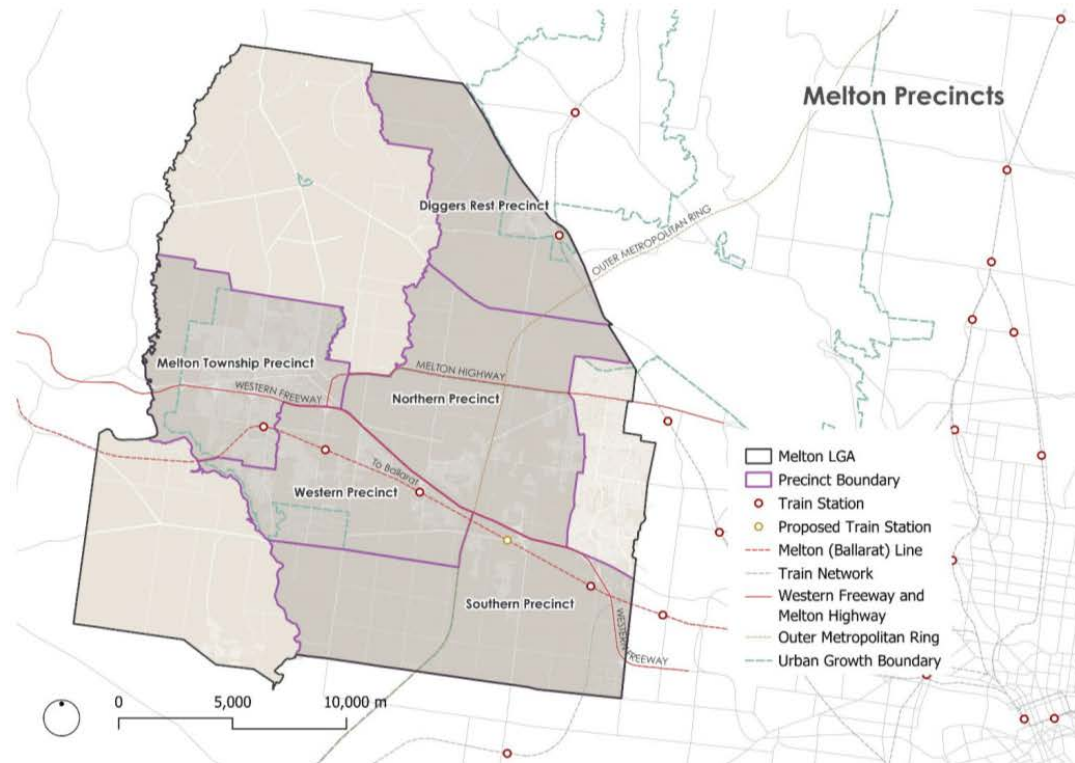 Melton Precincts
Diggers Rest Precinct
OUTER METROPOLITAN RING
Melton Township Precinct
MELTON HIGHWAY
WESTERN FREEWAY
Northern Precinct
To Ballarat
Western Precinct
Southern Precinct
WESTERN FREEWAY
Melton LGA
Precinct Boundary
Train Station
Proposed Train Station
Melton (Ballarat) Line
Train Network
Western Freeway and
Melton Highway
Outer Metropolitan Ring
Urban Growth Boundary
0 5,000 10,000 m